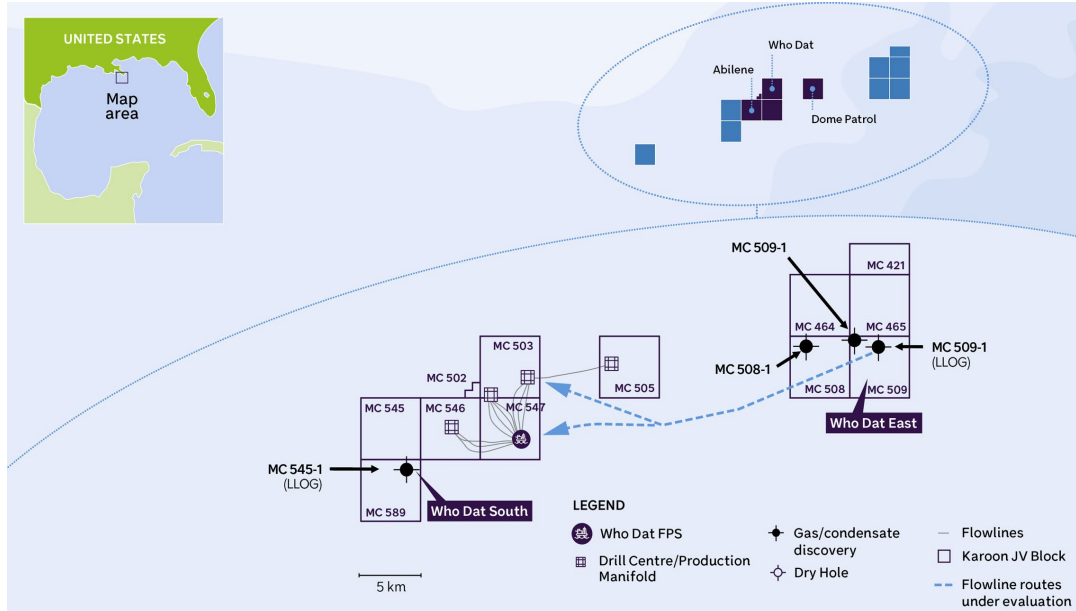 UNITED STATES
Map
area
Who Dat
Abilene
Dome Patrol
MC 509-1
MC 421
MC 464
MC 465
MC 509-1
(LLOG)
MC 508-1
MC 508
MC 509
Who Dat East
MC 503
MC 502
MC 505
MC 545
MC 546
MC 547
MC 545-1
(LLOG)
MC 589
Who Dat South
5 km
LEGEND
Who Dat FPS
Drill Centre/Production
Manifold
Gas/condensate
discovery
Dry Hole
Flowlines
Karoon JV Block
Flowline routes
under evaluation